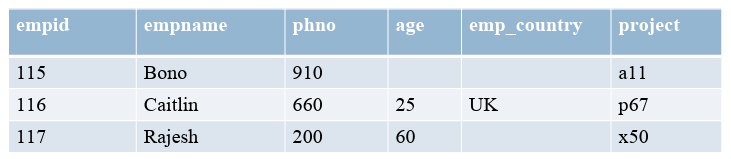 empid empname phno age emp_country project
115 Bono 910 a11
116 Caitlin 660 25 UK p67
117 Rajesh 200 60 x50